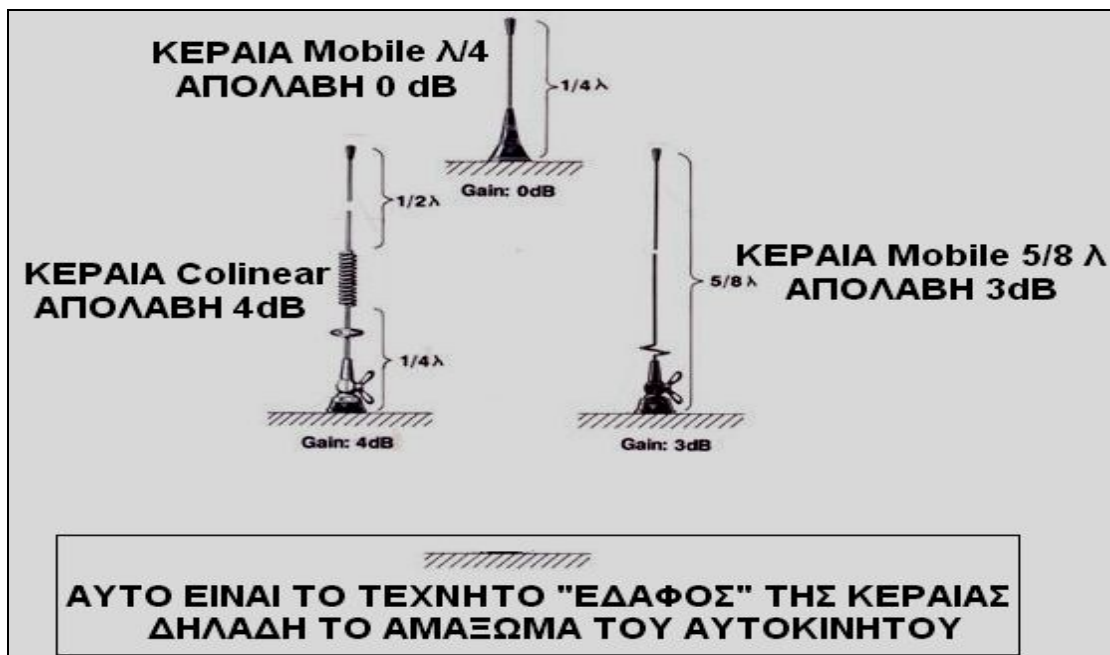 ΚΕΡΑΙΑ Mobile λ/4
ΑΠΟΛΑΒΗ 0 dB
1/4 λ
Gain: 0dB
1/2 λ
ΚΕΡΑΙΑ Colinear
ΑΠΟΛΑΒΗ 4dB
1/4 λ
Gain: 4dB
ΚΕΡΑΙΑ Mobile 5/8 λ
ΑΠΟΛΑΒΗ 3dB
5/8 λ
Gain: 3dB
ΑΥΤΟ ΕΙΝΑΙ ΤΟ ΤΕΧΝΗΤΟ "ΕΔΑΦΟΣ" ΤΗΣ ΚΕΡΑΙΑΣ
ΔΗΛΑΔΗ ΤΟ ΑΜΑΞΩΜΑ ΤΟΥ ΑΥΤΟΚΙΝΗΤΟΥ